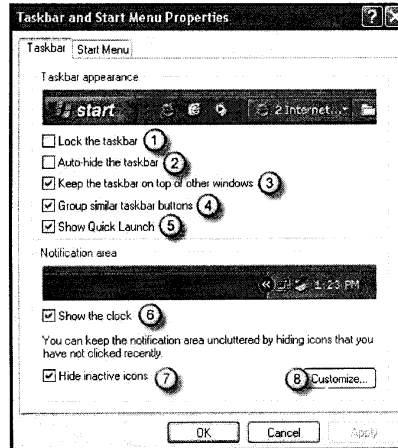 Taskbar and Start Menu Properties
Taskbar Start Menu
Taskbar appearance
start 2 Internet...
Lock the taskbar 1
Auto-hide the taskbar 2
Keep the taskbar on top of other windows 3
Group similar taskbar buttons 4
Show Quick Launch 5
Notification area
1:23 PM
Show the clock 6
You can keep the notification area uncluttered by hiding icons that you
have not clicked recently.
Hide inactive icons 7 8 Customize...
OK Cancel Apply